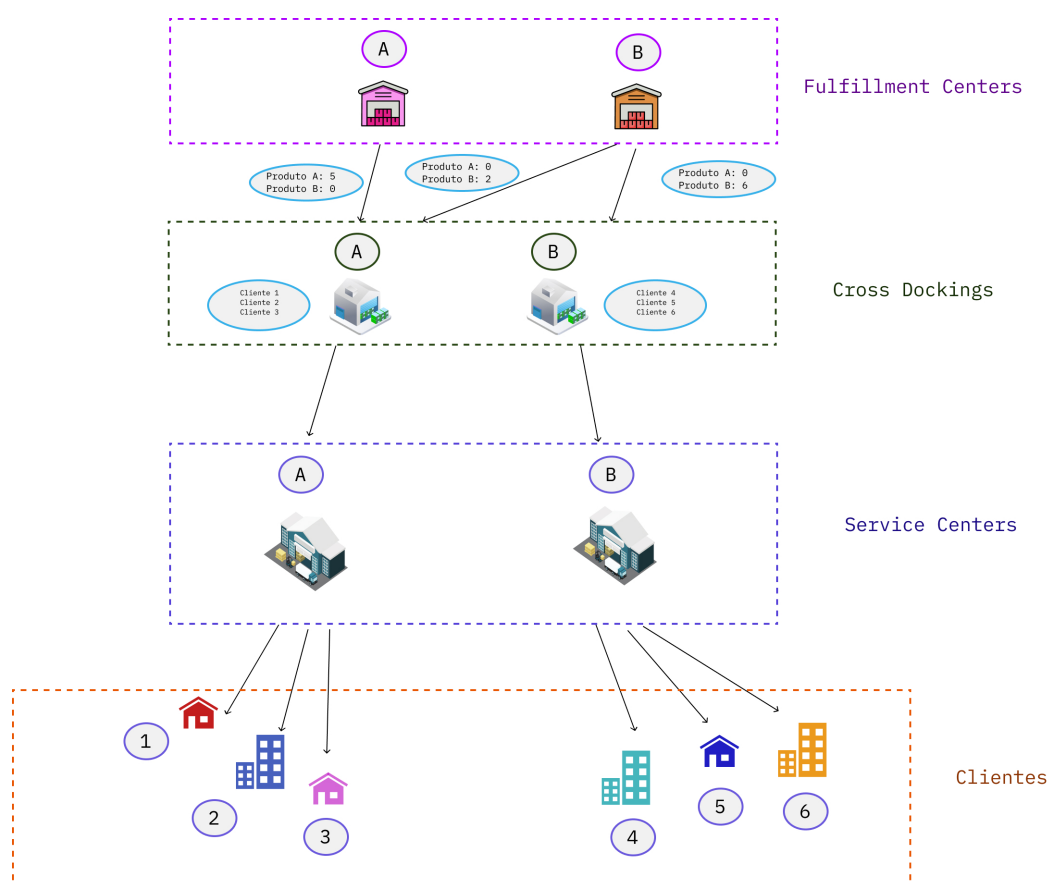 A
B
Fulfillment Centers
Produto A: 5
Produto B: 0
Produto A: 0
Produto B: 2
Produto A: 0
Produto B: 6
A
B
Cross Dockings
Cliente 1
Cliente 2
Cliente 3
Cliente 4
Cliente 5
Cliente 6
A
B
Service Centers
1
2
3
4
5
6
Clientes